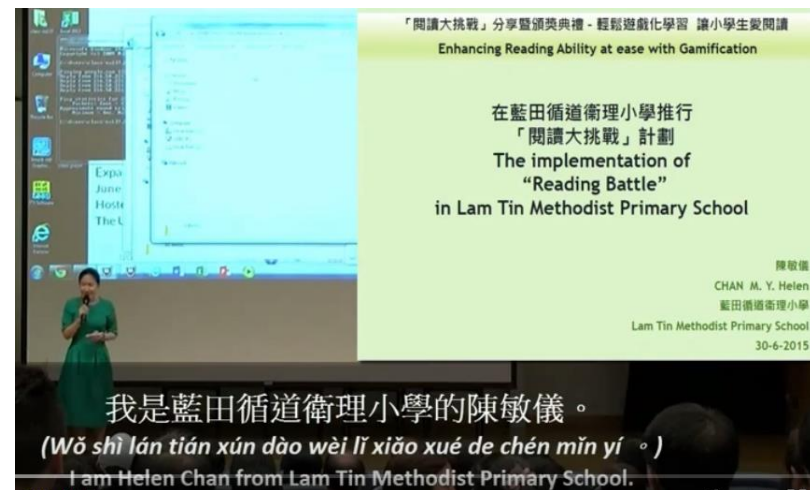 「閱讀大挑戰」分享暨頒獎典禮 - 輕鬆遊戲化學習 讓小學生愛閱讀
Enhancing Reading Ability at ease with Gamification
在藍田循道衛理小學推行
「閱讀大挑戰」計劃
The implementation of
“Reading Battle”
in Lam Tin Methodist Primary School
陳敏儀
CHAN M. Y. Helen
藍田循道衞理小學
Lam Tin Methodist Primary School
30-6-2015
Expa
June
Hoste
The U
我是藍田循道衛理小學的陳敏儀。
(Wǒ shì lán tián xún dào wèi lǐ xiǎo xué de chén mǐn yí 。)
I am Helen Chan from Lam Tin Methodist Primary School.